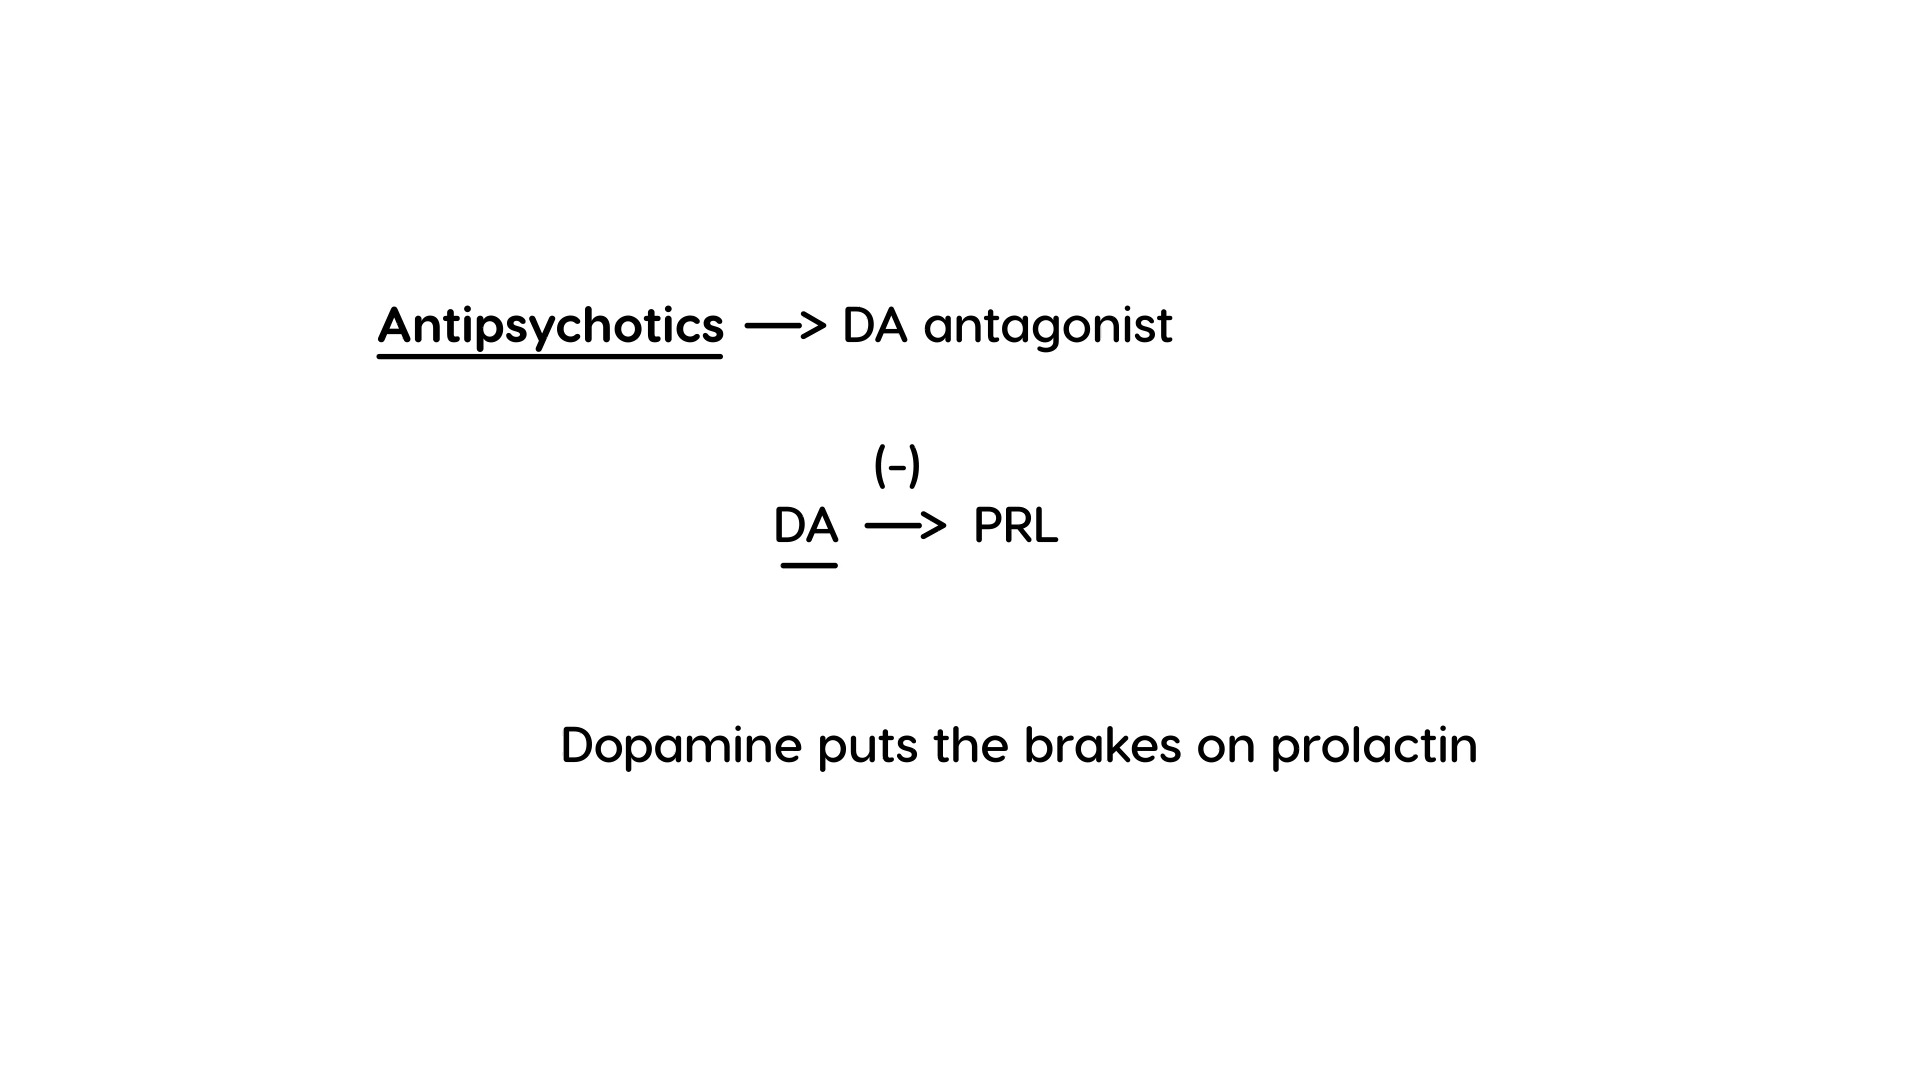 Antipsychotics —> DA antagonist
(-)
DA —> PRL
Dopamine puts the brakes on prolactin